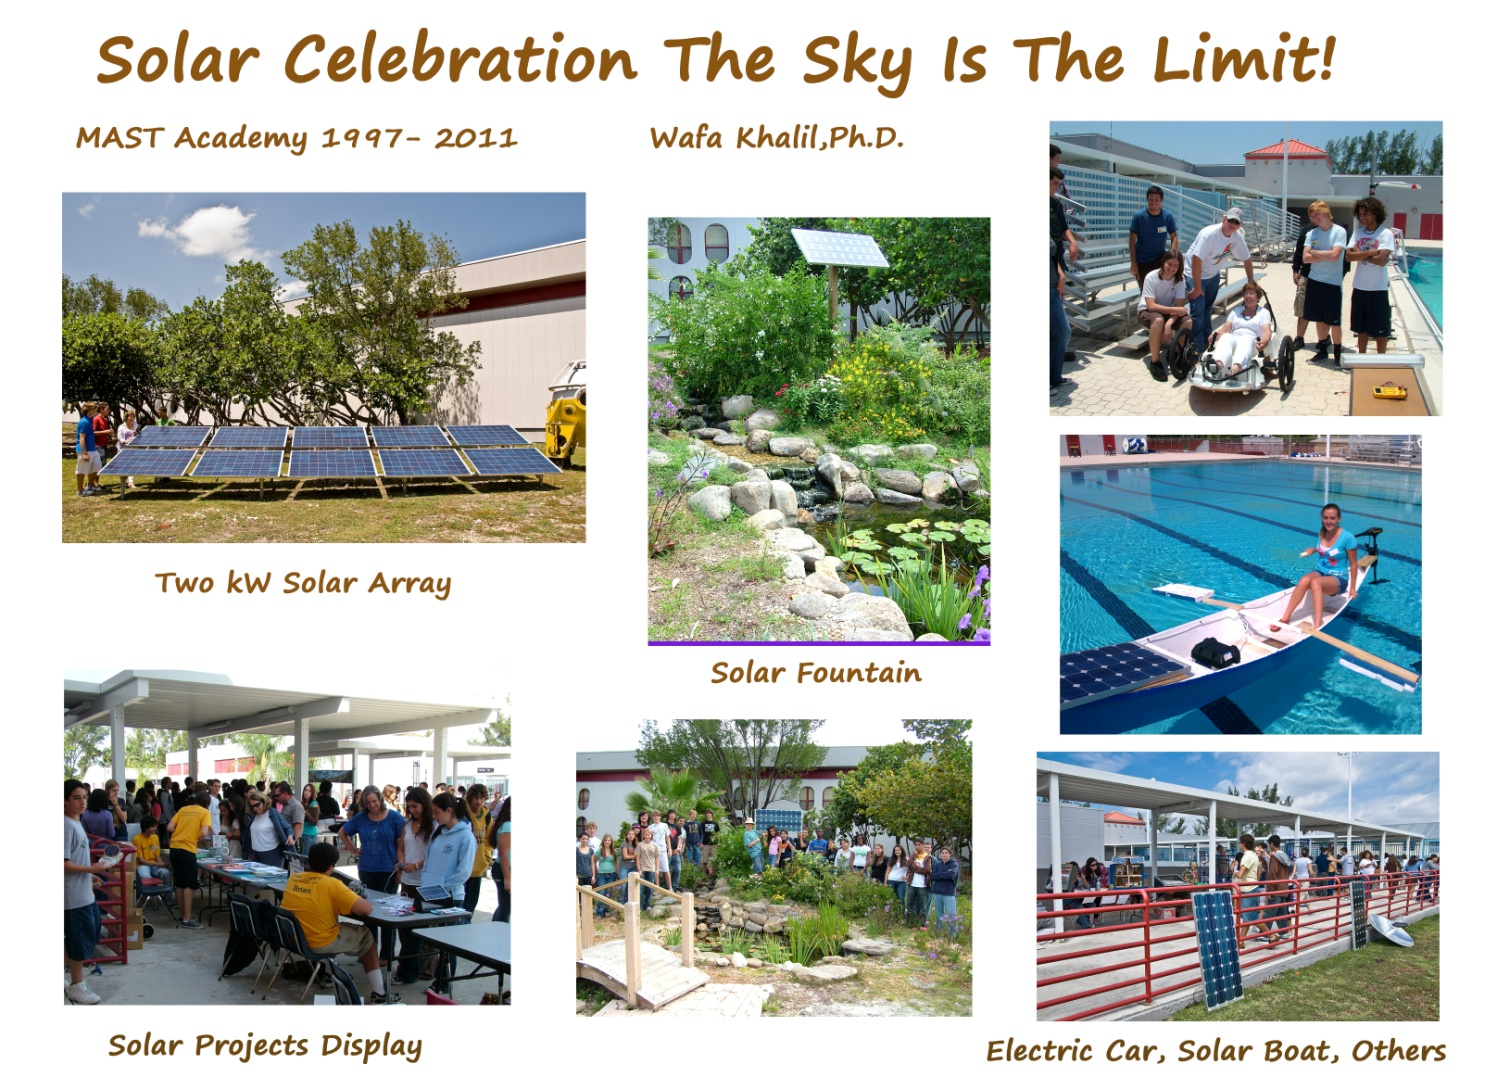 Solar Celebration The Sky Is The Limit!
MAST Academy 1997- 2011
Wafa Khalil,Ph.D.
Two kW Solar Array
Solar Fountain
Brian
Solar Projects Display
Electric Car, Solar Boat, Others